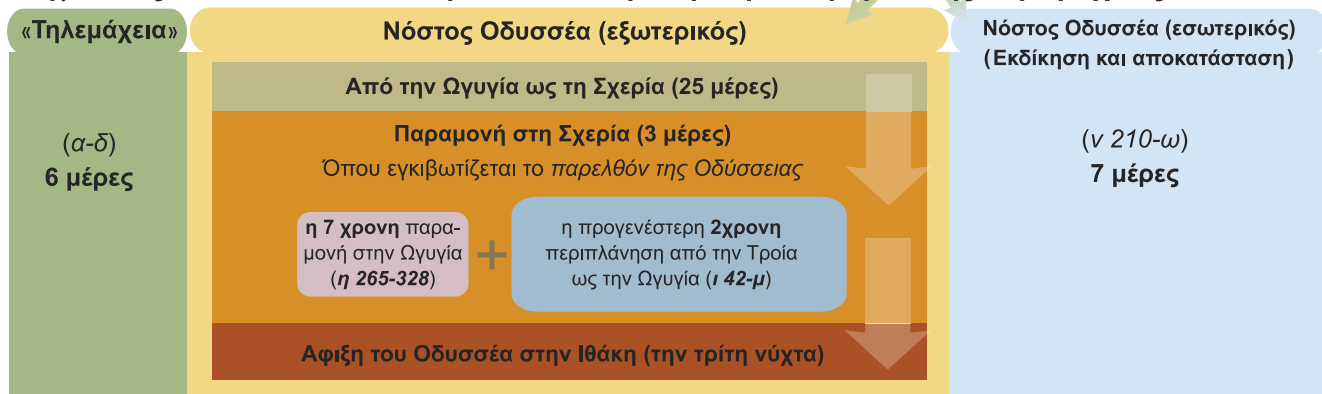 «Τηλεμάχεια»
(α-δ)
6 μέρες
Νόστος Οδυσσέα (εξωτερικός)
Από την Ωγυγία ως τη Σχερία (25 μέρες)
Παραμονή στη Σχερία (3 μέρες)
Όπου εγκιβωτίζεται το παρελθόν της Οδύσσειας
η 7 χρονη παρα-
μονή στην Ωγυγία
(η 265-328)
+
η προγενέστερη 2χρονη
περιπλάνηση από την Τροία
ως την Ωγυγία (ι 42-μ)
Αφιξη του Οδυσσέα στην Ιθάκη (την τρίτη νύχτα)
Νόστος Οδυσσέα (εσωτερικός)
(Εκδίκηση και αποκατάσταση)
(ν 210-ω)
7 μέρες